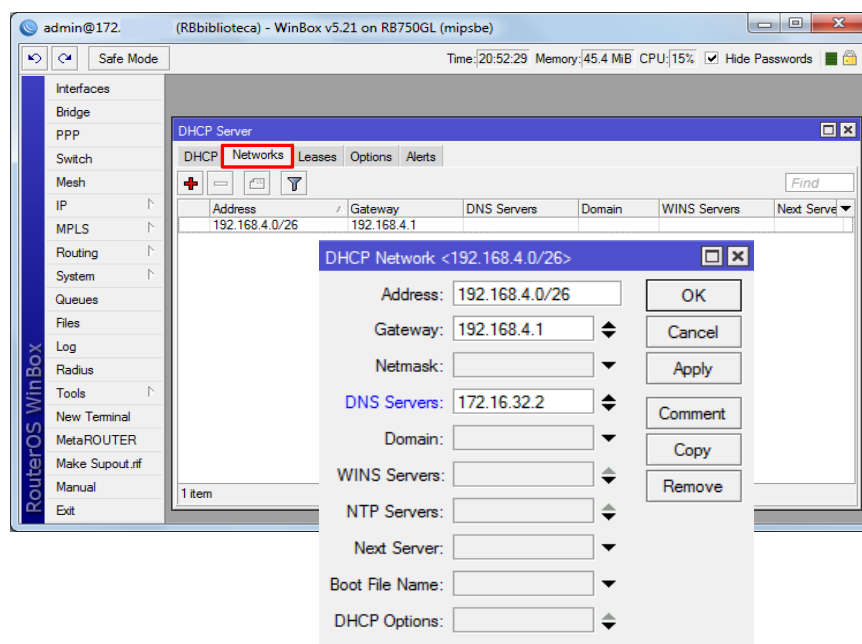 admin@172. (RBbiblioteca) - WinBox v5.21 on RB750GL (mipsbe)
Safe Mode Time: 20:52:29 Memory: 45.4 MiB CPU: 15% Hide Passwords
RouterOS WinBox
Interfaces
Bridge
PPP
Switch
Mesh
IP
MPLS
Routing
System
Queues
Files
Log
Radius
Tools
New Terminal
MetaROUTER
Make Supout.rif
Manual
Exit
DHCP Server
DHCP Networks Leases Options Alerts
Find
Address Gateway DNS Servers Domain WINS Servers Next Serve
192.168.4.0/26 192.168.4.1
1 item
DHCP Network <192.168.4.0/26>
Address: 192.168.4.0/26
Gateway: 192.168.4.1
Netmask:
DNS Servers: 172.16.32.2
Domain:
WINS Servers:
NTP Servers:
Next Server:
Boot File Name:
DHCP Options:
OK
Cancel
Apply
Comment
Copy
Remove